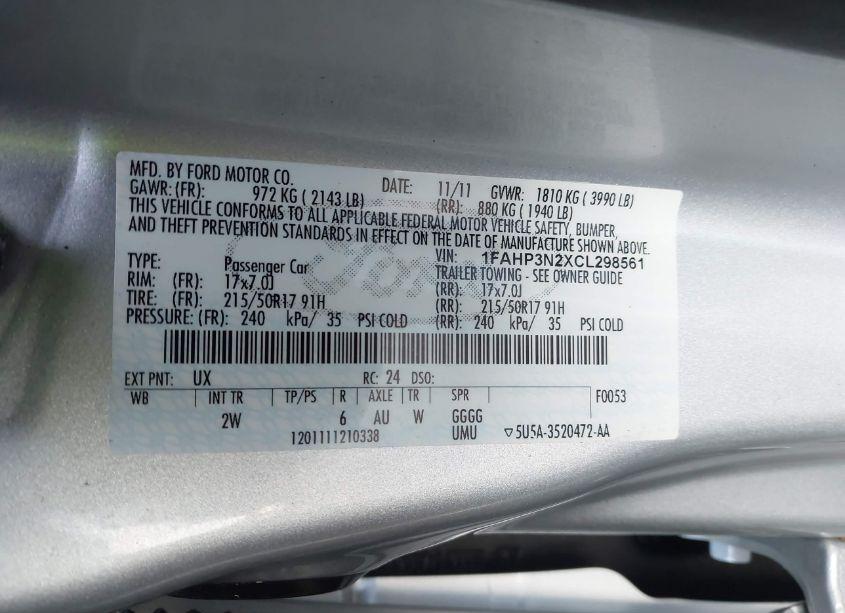 MFD. BY FORD MOTOR CO. DATE: 11/11 GVWR: 1810 KG ( 3990 LB)
GAWR: (FR): 972 KG ( 2143 LB) (RR): 880 KG ( 1940 LB)
THIS VEHICLE CONFORMS TO ALL APPLICABLE FEDERAL MOTOR VEHICLE SAFETY, BUMPER,
AND THEFT PREVENTION STANDARDS IN EFFECT ON THE DATE OF MANUFACTURE SHOWN ABOVE.
VIN: 1FAHP3N2XCL298561
TYPE: Passenger Car TRAILER TOWING - SEE OWNER GUIDE
RIM: (FR): 17x7.0J (RR): 17x7.0J
TIRE: (FR): 215/50R17 91H (RR): 215/50R17 91H
PRESSURE: (FR): 240 kPa/ 35 PSI COLD (RR): 240 kPa/ 35 PSI COLD
EXT PNT: UX RC: 24 DSO:
WB INT TR TP/PS R AXLE TR SPR F0053
2W 6 AU W GGGG
1201111210338 UMU ▽5U5A-3520472-AA